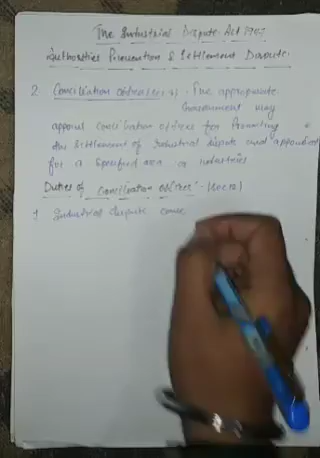 The Industrial Dispute Act 1947
Authorities Prevention & Settlement Dispute.
2. Conciliation officer (4) :- The appropriate
Government may
appoint conciliation officers for Promoting
the Settlement of Industrial dispute and appointed
for a specified area or industries
Duties of conciliation officer :- (Sec 12)
1 Industrial dispute